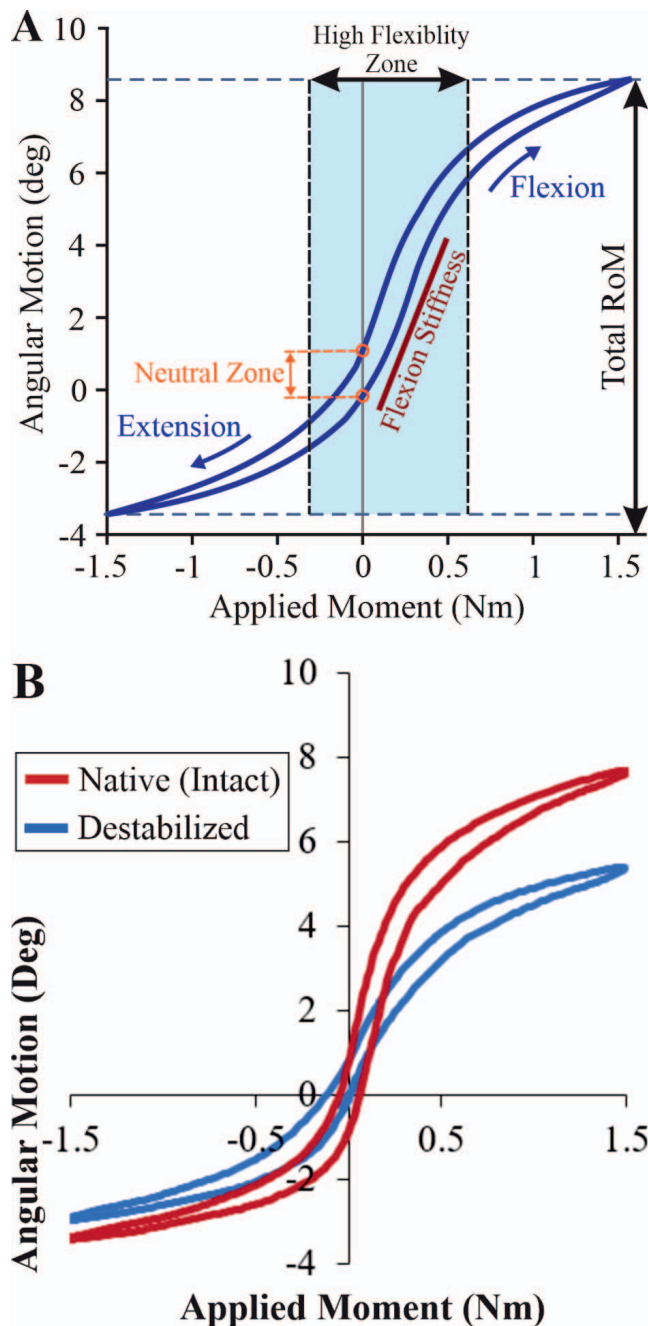 A
High Flexiblity
Zone
10
8
6
4
2
0
-2
-4
Angular Motion (deg)
Flexion
Flexion Stiffness
Total RoM
Neutral Zone
Extension
-1.5
-1
-0.5
0
0.5
1
1.5
Applied Moment (Nm)
B
Native (Intact)
Destabilized
10
8
6
4
2
0
-2
-4
-1.5
-0.5
0.5
1.5
Angular Motion (Deg)
Applied Moment (Nm)